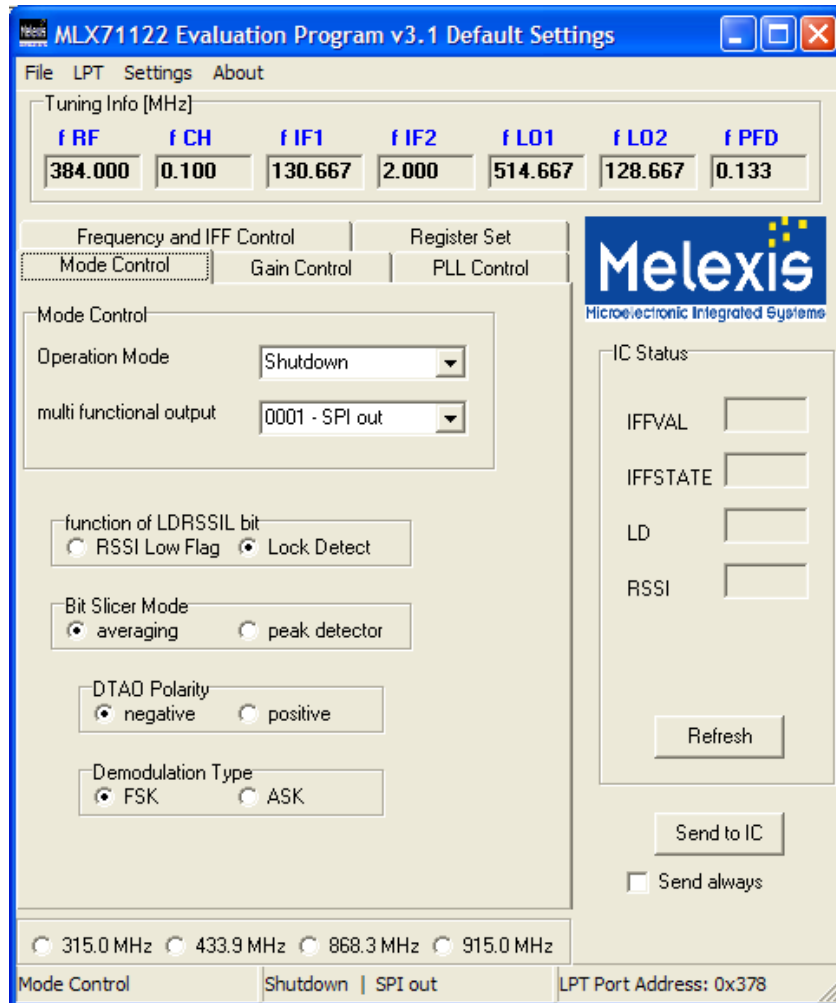 MLX71122 Evaluation Program v3.1 Default Settings
File LPT Settings About
Tuning Info [MHz]
f RF f CH f IF1 f IF2 f LO1 f LO2 f PFD
384.000 0.100 130.667 2.000 514.667 128.667 0.133
Frequency and IFF Control Register Set
Mode Control Gain Control PLL Control
Melexis
Microelectronic Integrated Systems
Mode Control
Operation Mode Shutdown
multi functional output 0001 - SPI out
function of LDRSSIL bit
RSSI Low Flag Lock Detect
Bit Slicer Mode
averaging peak detector
DTAO Polarity
negative positive
Demodulation Type
FSK ASK
IC Status
IFFVAL
IFFSTATE
LD
RSSI
Refresh
Send to IC
Send always
315.0 MHz 433.9 MHz 868.3 MHz 915.0 MHz
Mode Control Shutdown | SPI out LPT Port Address: 0x378